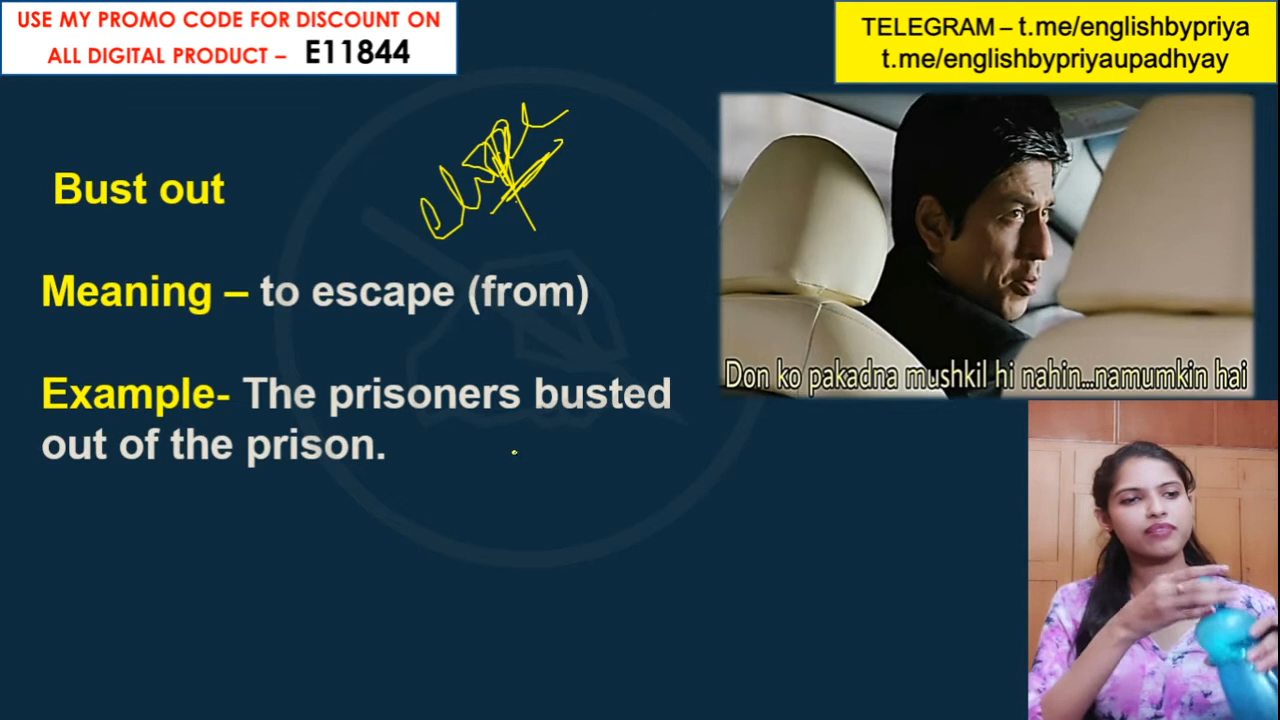 USE MY PROMO CODE FOR DISCOUNT ON
ALL DIGITAL PRODUCT – E11844
TELEGRAM – t.me/englishbypriya
t.me/englishbypriyaupadhyay
Bust out
Meaning – to escape (from)
Example- The prisoners busted
out of the prison.
Don ko pakadna mushkil hi nahin...namumkin hai